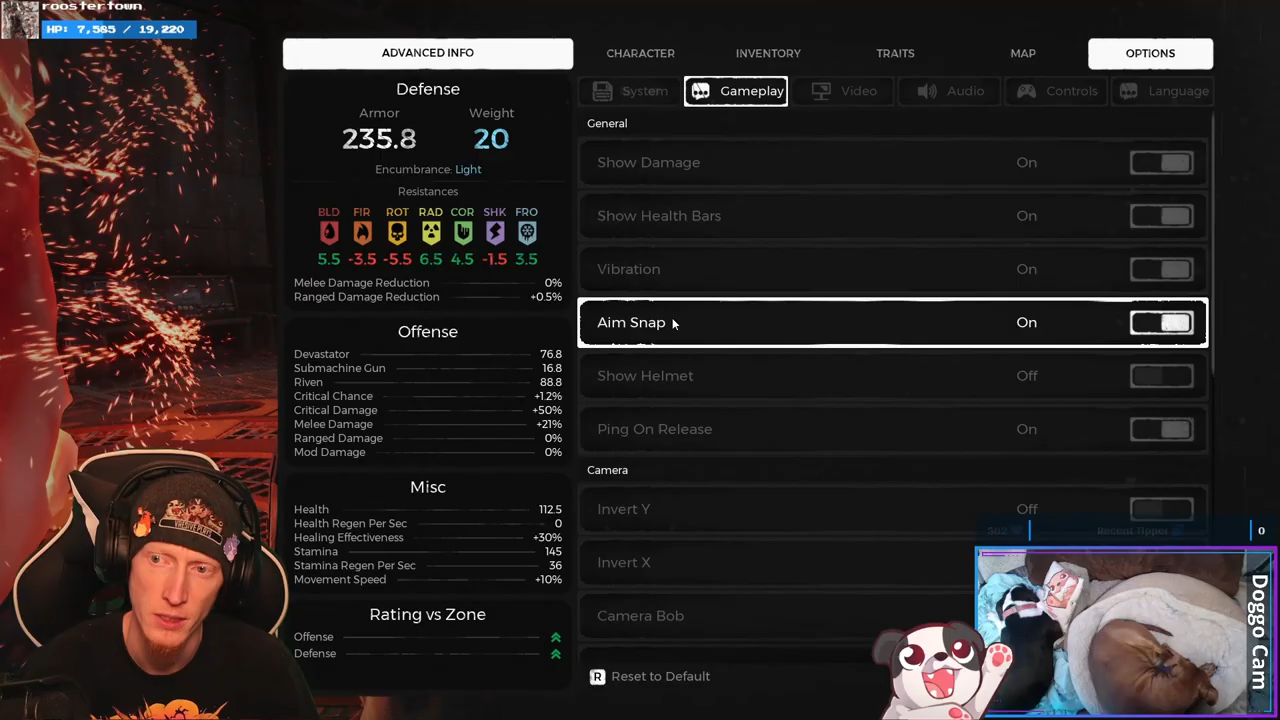 roostertown
HP: 7,585 / 19,220
ADVANCED INFO
CHARACTER
INVENTORY
TRAITS
MAP
OPTIONS
System
Gameplay
Video
Audio
Controls
Language
Defense
Armor
Weight
235.8
20
Encumbrance: Light
Resistances
BLD FIR ROT RAD COR SHK FRO
5.5 -3.5 -5.5 6.5 4.5 -1.5 3.5
Melee Damage Reduction 0%
Ranged Damage Reduction +0.5%
Offense
Devastator 76.8
Submachine Gun 16.8
Riven 88.8
Critical Chance +1.2%
Critical Damage +50%
Melee Damage +21%
Ranged Damage 0%
Mod Damage 0%
Misc
Health 112.5
Health Regen Per Sec 0
Healing Effectiveness +30%
Stamina 145
Stamina Regen Per Sec 36
Movement Speed +10%
Rating vs Zone
Offense
Defense
General
Show Damage On
Show Health Bars On
Vibration On
Aim Snap On
Show Helmet Off
Ping On Release On
Camera
Invert Y Off
Invert X
Camera Bob
R Reset to Default
502
Recent Tipper
0
Doggo Cam